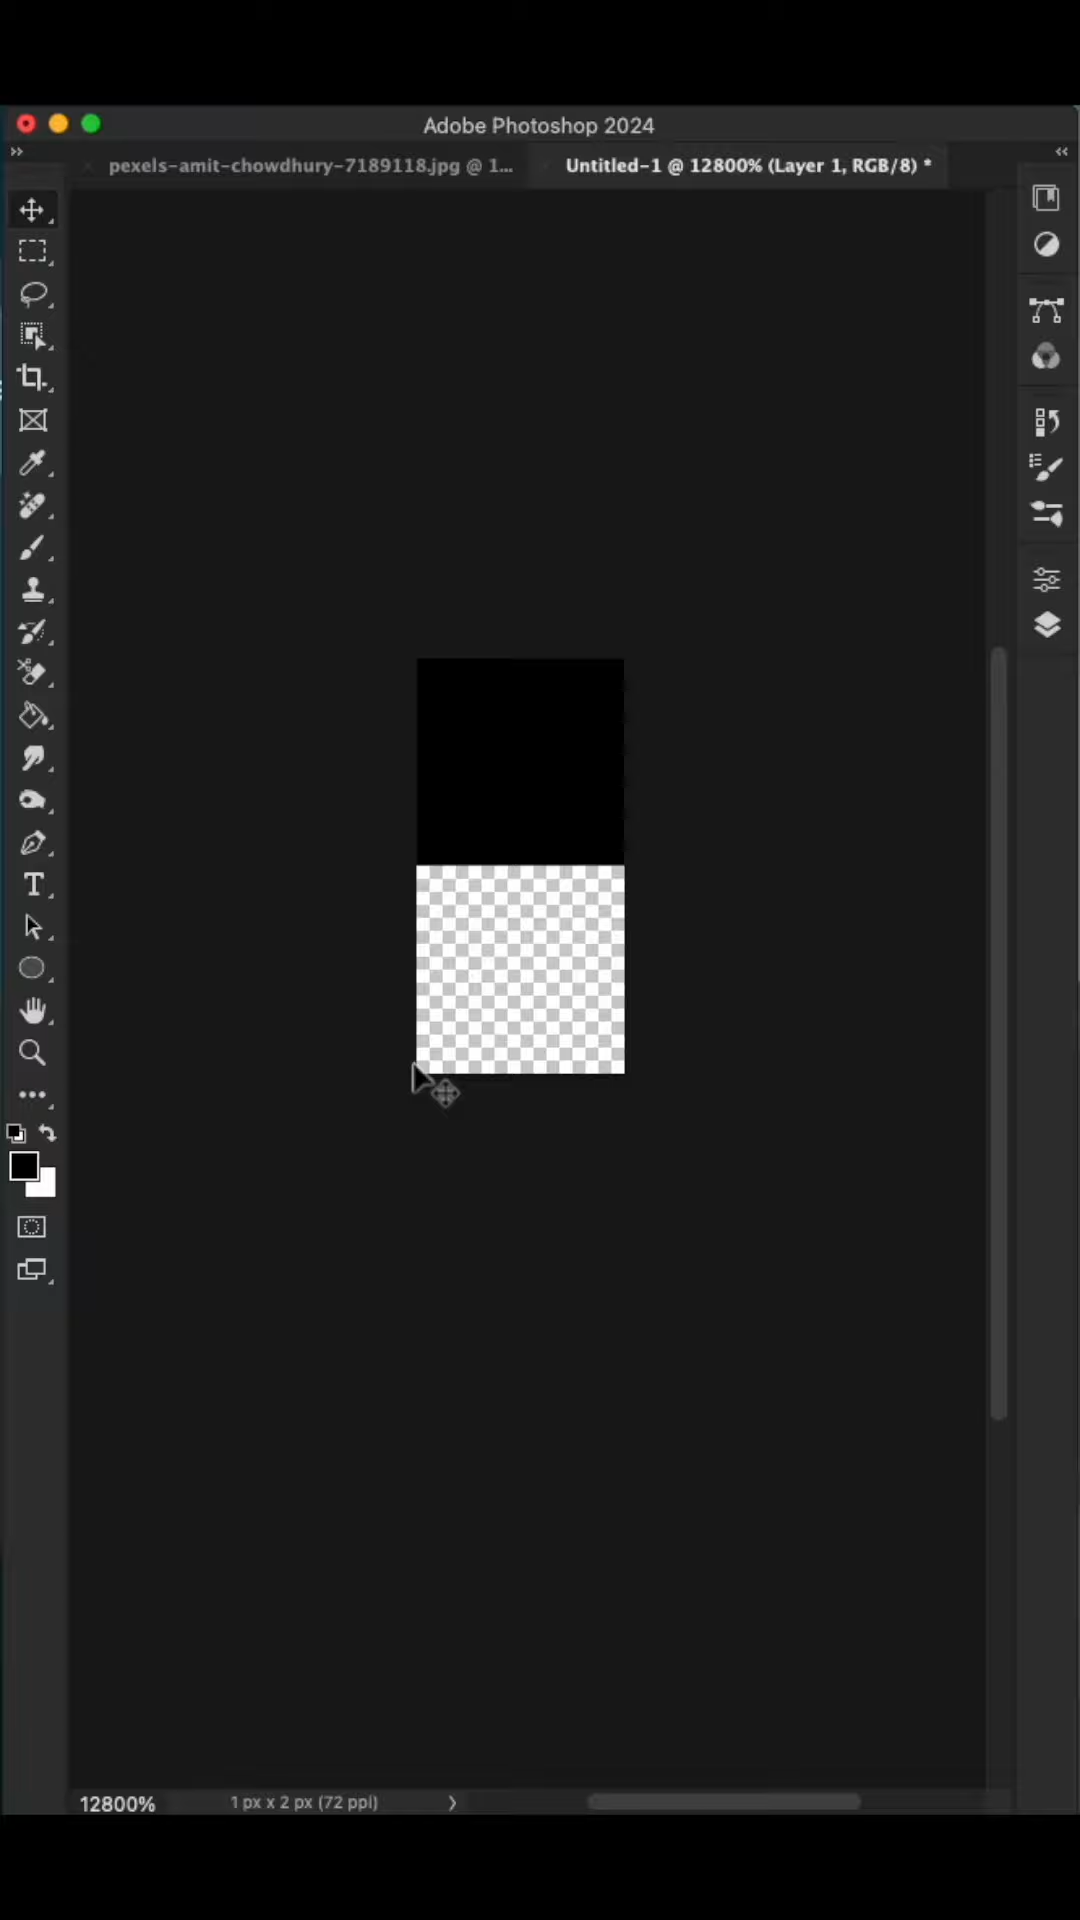 Adobe Photoshop 2024
pexels-amit-chowdhury-7189118.jpg @ 1...
Untitled-1 @ 12800% (Layer 1, RGB/8) *
12800%
1 px x 2 px (72 ppi)